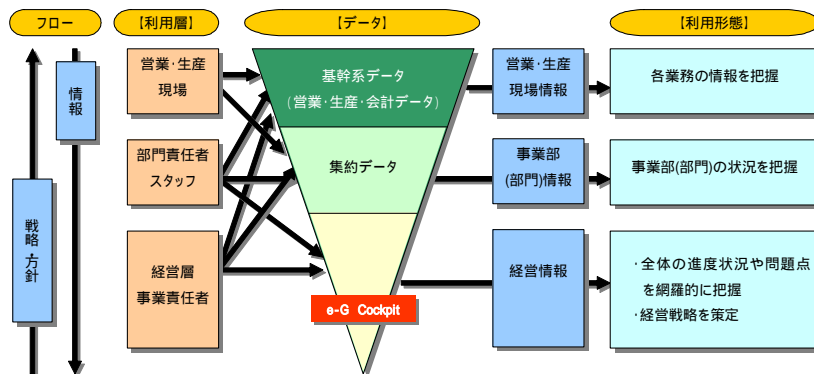 フロー
【利用層】
【データ】
【利用形態】
情報
戦略・方針
営業・生産
現場
部門責任者
スタッフ
経営層
事業責任者
基幹系データ
(営業・生産・会計データ)
集約データ
e-G Cockpit
営業・生産
現場情報
事業部
(部門)情報
経営情報
各業務の情報を把握
事業部(部門)の状況を把握
・全体の進度状況や問題点
を網羅的に把握
・経営戦略を策定